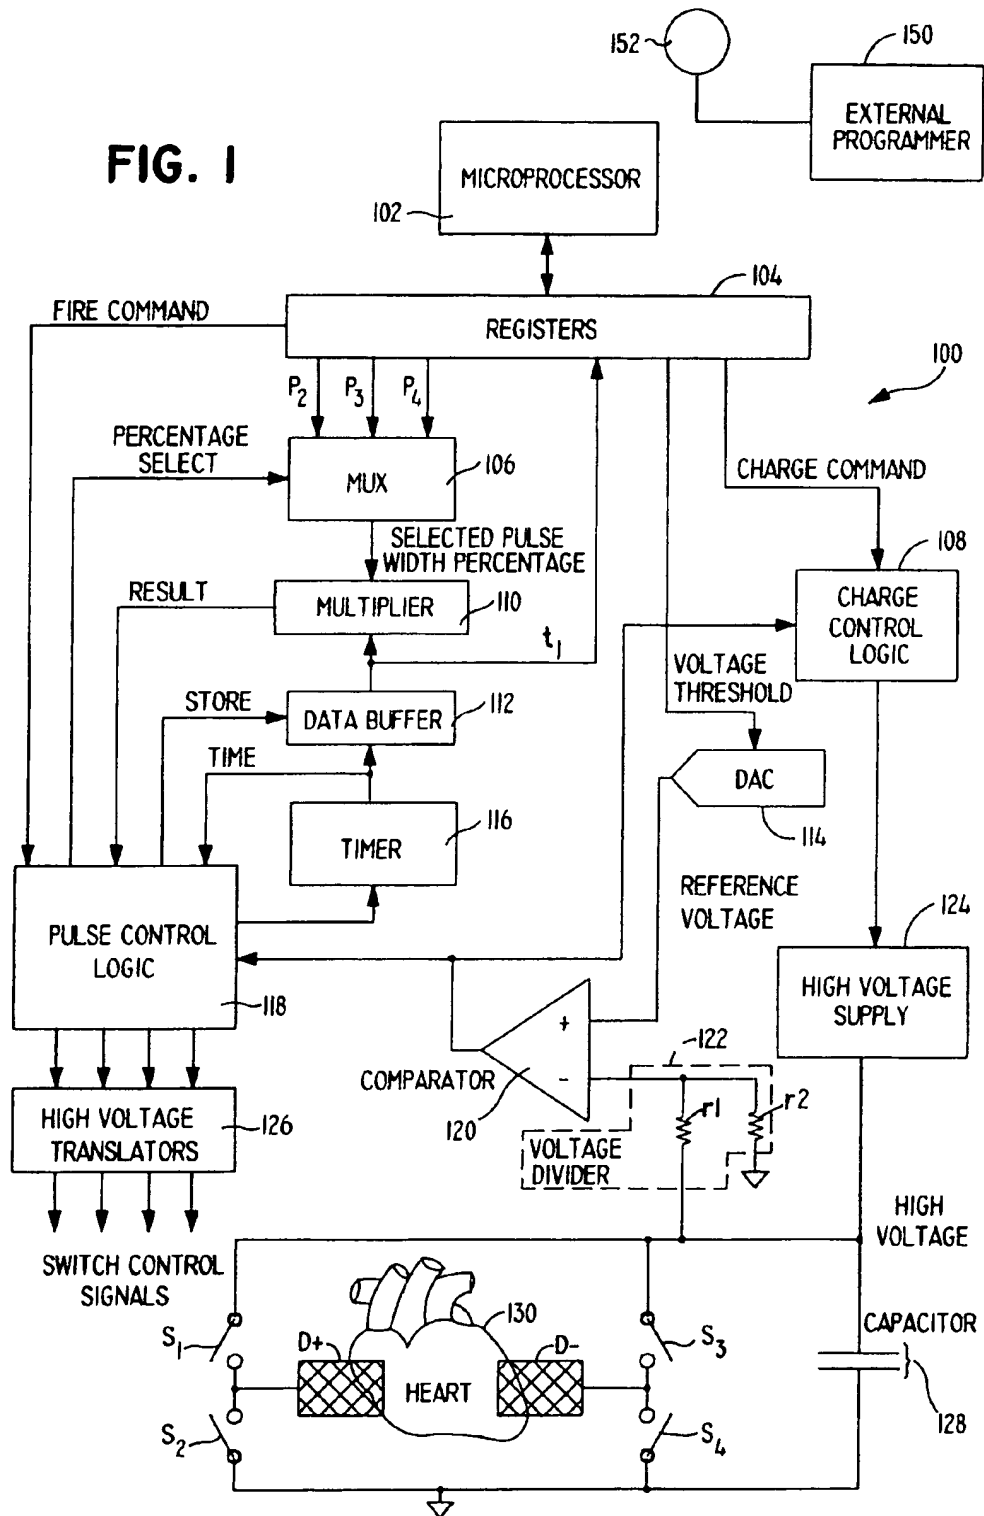 152
150
EXTERNAL
PROGRAMMER
FIG. 1
MICROPROCESSOR
102
104
FIRE COMMAND
REGISTERS
100
P2
P3
P4
PERCENTAGE
SELECT
MUX
106
CHARGE COMMAND
SELECTED PULSE
WIDTH PERCENTAGE
108
RESULT
MULTIPLIER
110
CHARGE
CONTROL
LOGIC
t1
VOLTAGE
THRESHOLD
STORE
DATA BUFFER
112
TIME
DAC
114
TIMER
116
REFERENCE
VOLTAGE
124
PULSE CONTROL
LOGIC
118
HIGH VOLTAGE
SUPPLY
+
-
122
COMPARATOR
120
r1
r2
HIGH VOLTAGE
TRANSLATORS
126
VOLTAGE
DIVIDER
HIGH
VOLTAGE
SWITCH CONTROL
SIGNALS
130
CAPACITOR
S1
D+
D-
S3
HEART
128
S2
S4